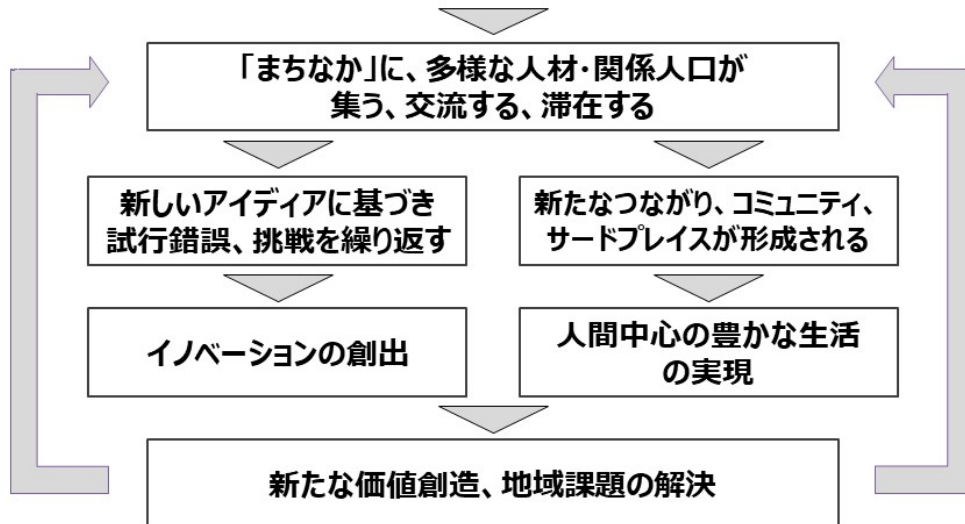 「まちなか」に、多様な人材・関係人口が
集う、交流する、滞在する
新しいアイディアに基づき
試行錯誤、挑戦を繰り返す
新たなつながり、コミュニティ、
サードプレイスが形成される
イノベーションの創出
人間中心の豊かな生活
の実現
新たな価値創造、地域課題の解決